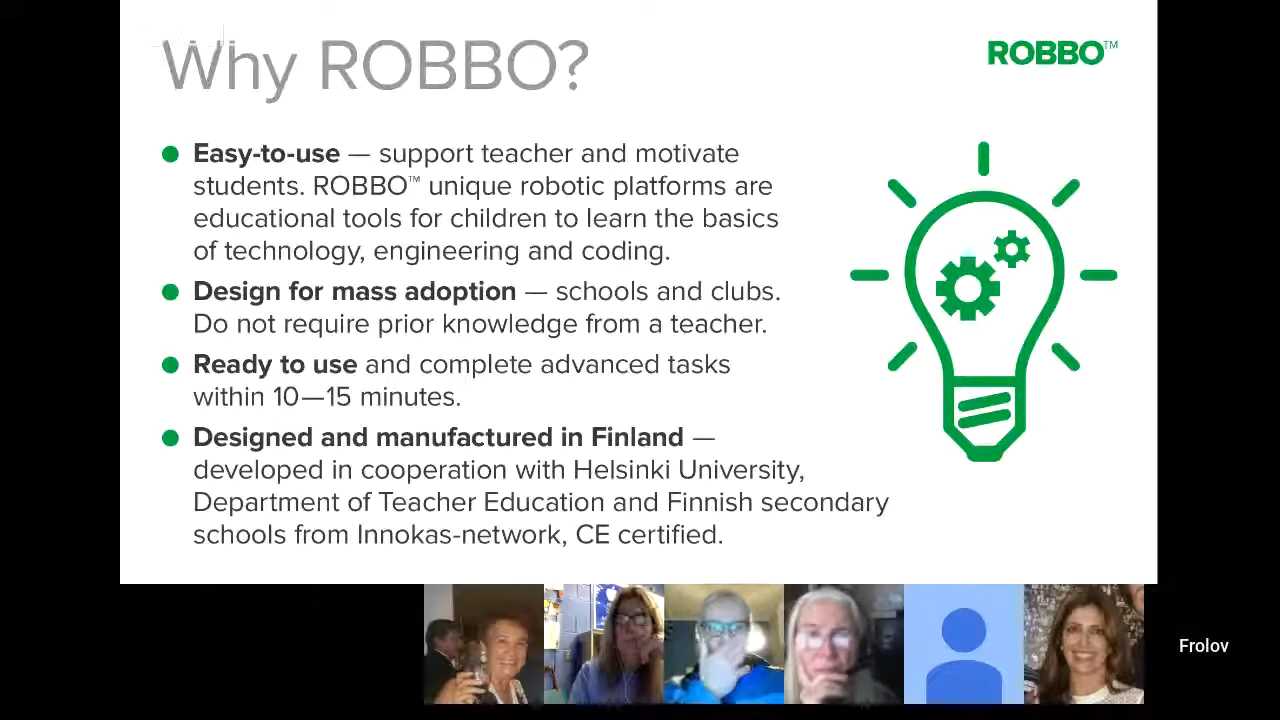 Why ROBBO?
ROBBO™
● Easy-to-use — support teacher and motivate
students. ROBBO™ unique robotic platforms are
educational tools for children to learn the basics
of technology, engineering and coding.
● Design for mass adoption — schools and clubs.
Do not require prior knowledge from a teacher.
● Ready to use and complete advanced tasks
within 10—15 minutes.
● Designed and manufactured in Finland —
developed in cooperation with Helsinki University,
Department of Teacher Education and Finnish secondary
schools from Innokas-network, CE certified.
Frolov